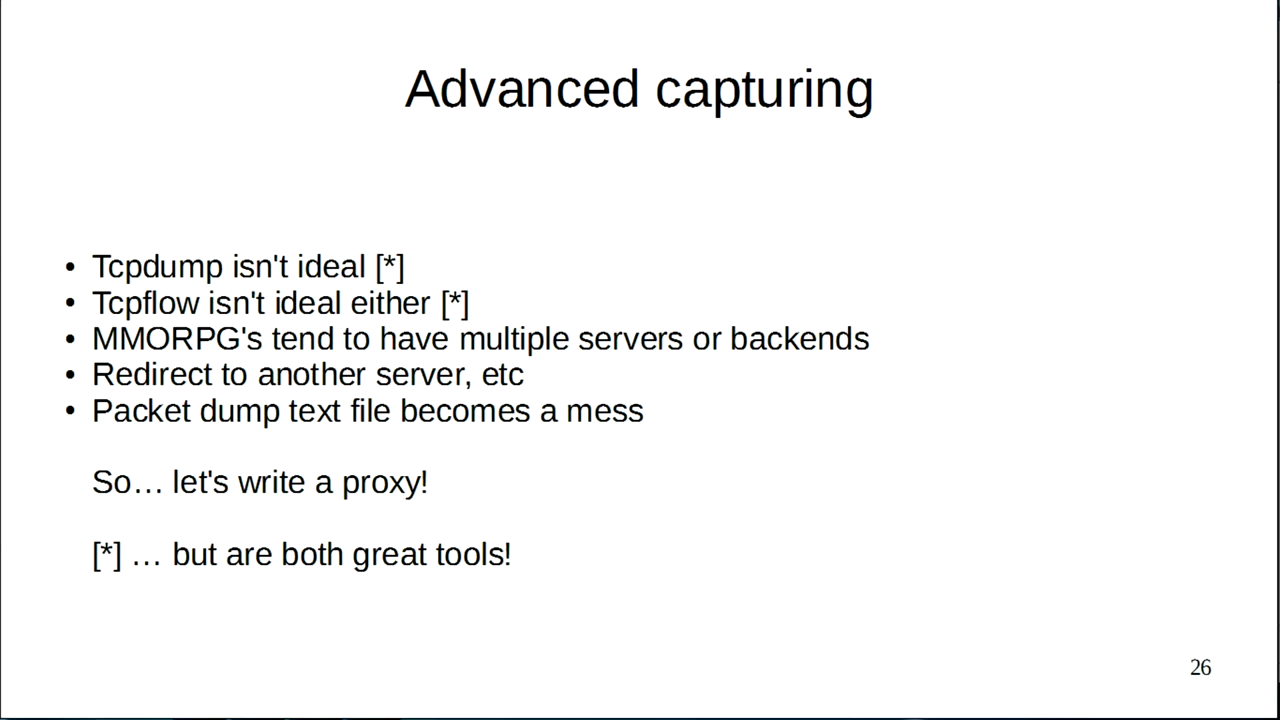 Advanced capturing
• Tcpdump isn't ideal [*]
• Tcpflow isn't ideal either [*]
• MMORPG's tend to have multiple servers or backends
• Redirect to another server, etc
• Packet dump text file becomes a mess
So… let's write a proxy!
[*] … but are both great tools!
26